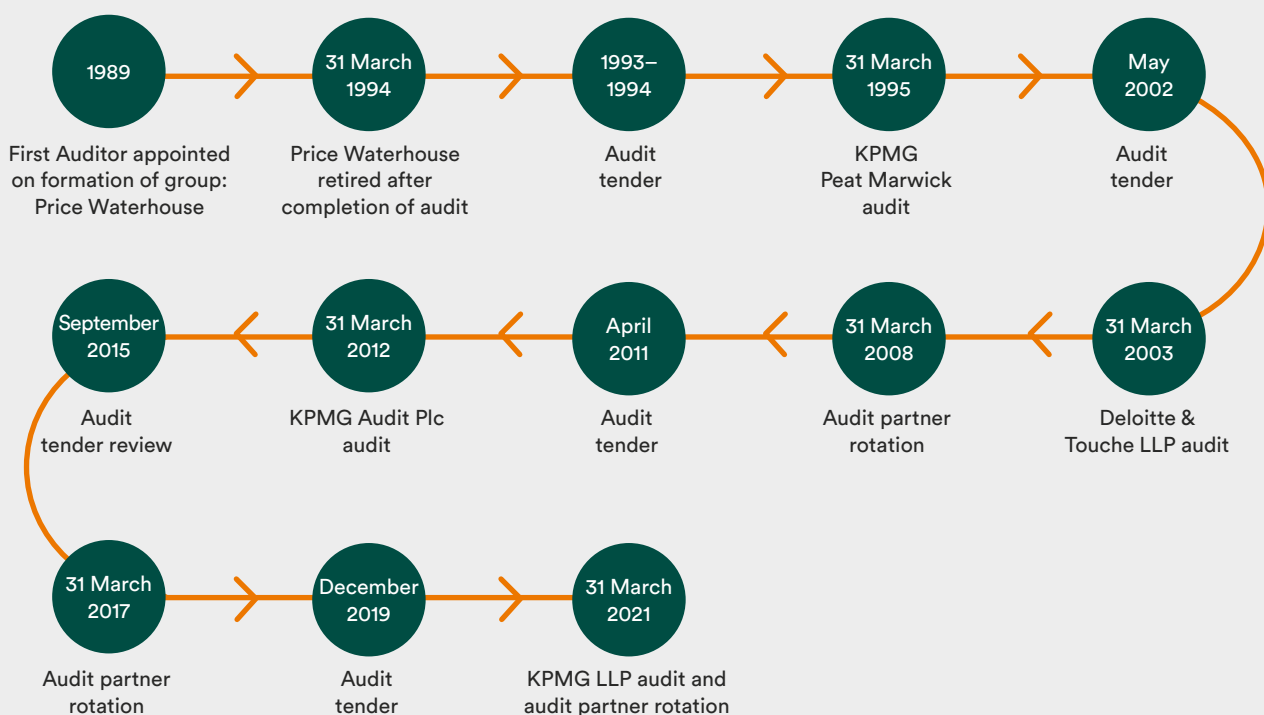 1989
First Auditor appointed
on formation of group:
Price Waterhouse
31 March
1994
Price Waterhouse
retired after
completion of audit
1993–
1994
Audit
tender
31 March
1995
KPMG
Peat Marwick
audit
May
2002
Audit
tender
31 March
2003
Deloitte &
Touche LLP audit
31 March
2008
Audit partner
rotation
April
2011
Audit
tender
31 March
2012
KPMG Audit Plc
audit
September
2015
Audit
tender review
31 March
2017
Audit partner
rotation
December
2019
Audit
tender
31 March
2021
KPMG LLP audit and
audit partner rotation